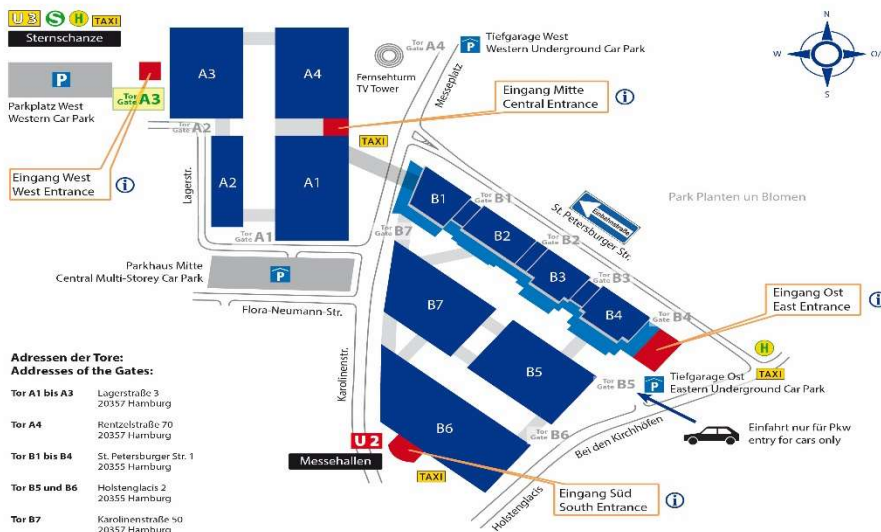 U3 S H TAXI
Sternschanze
P
Parkplatz West
Western Car Park
Tor
Gate A3
Eingang West
West Entrance
i
Tor
Gate A2
A3
A4
A2
A1
Lagerstr.
Tor
Gate A1
Fernsehturm
TV Tower
Tor
Gate A4
Messeplatz
P
Tiefgarage West
Western Underground Car Park
Eingang Mitte
Central Entrance
i
TAXI
N
W
O/
S
Park Planten un Blomen
Einbahnstraße
St. Petersburger Str.
Tor
Gate B1
Tor
Gate B2
Tor
Gate B3
Tor
Gate B4
B1
B2
B3
B4
Tor
Gate B7
B7
B5
B6
Parkhaus Mitte
Central Multi-Storey Car Park
P
Flora-Neumann-Str.
Karolinenstr.
Eingang Ost
East Entrance
i
H
TAXI
Tor
Gate B5
P
Tiefgarage Ost
Eastern Underground Car Park
Einfahrt nur für Pkw
entry for cars only
Bei den Kirchhöfen
Tor
Gate B6
Holstenglacis
U2
Messehallen
TAXI
Eingang Süd
South Entrance
i
Adressen der Tore:
Addresses of the Gates:
Tor A1 bis A3 Lagerstraße 3
20357 Hamburg
Tor A4 Rentzelstraße 70
20357 Hamburg
Tor B1 bis B4 St. Petersburger Str. 1
20355 Hamburg
Tor B5 und B6 Holstenglacis 2
20355 Hamburg
Tor B7 Karolinenstraße 50
20357 Hamburg